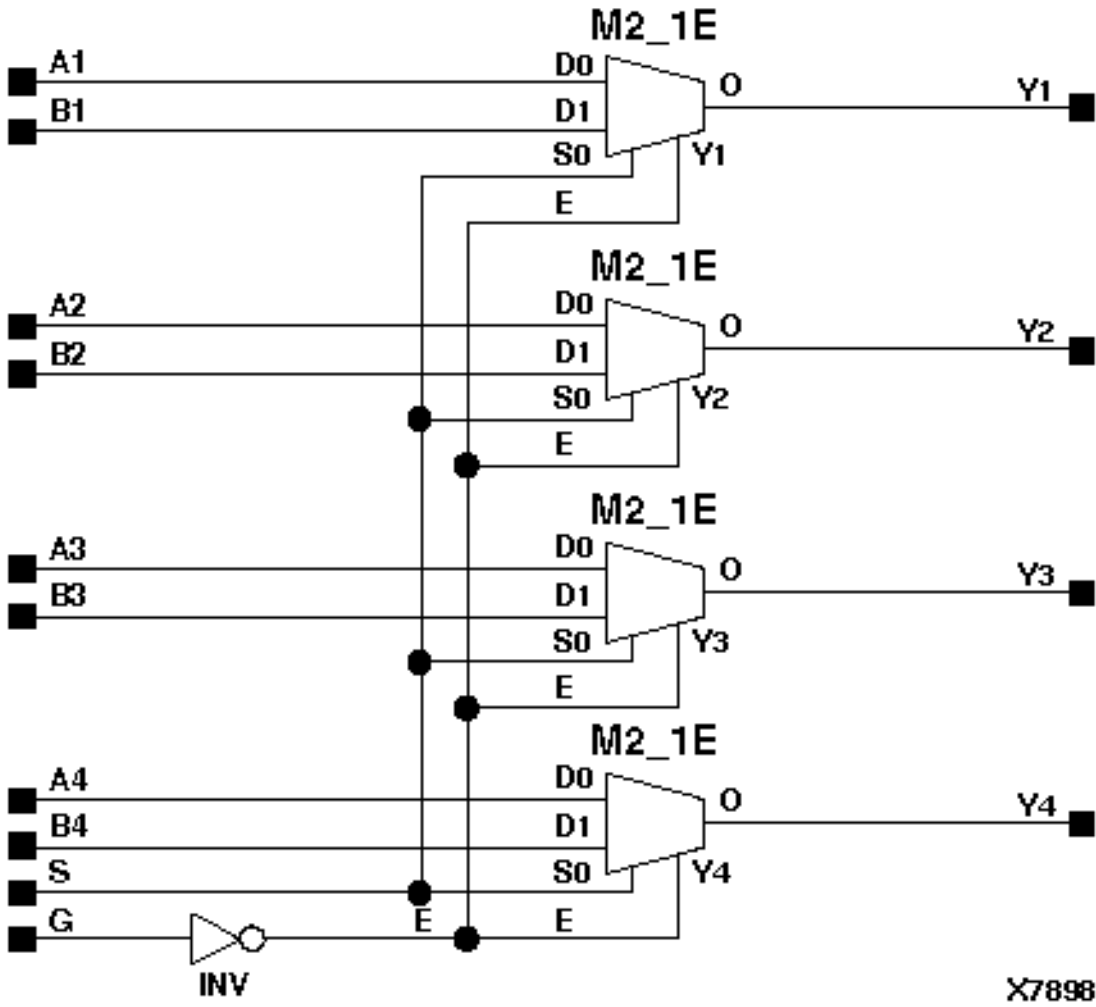 M2_1E
A1 D0 O Y1
B1 D1
S0 Y1
E
M2_1E
A2 D0 O Y2
B2 D1
S0 Y2
E
M2_1E
A3 D0 O Y3
B3 D1
S0 Y3
E
M2_1E
A4 D0 O Y4
B4 D1
S S0 Y4
G E E
INV
X7898